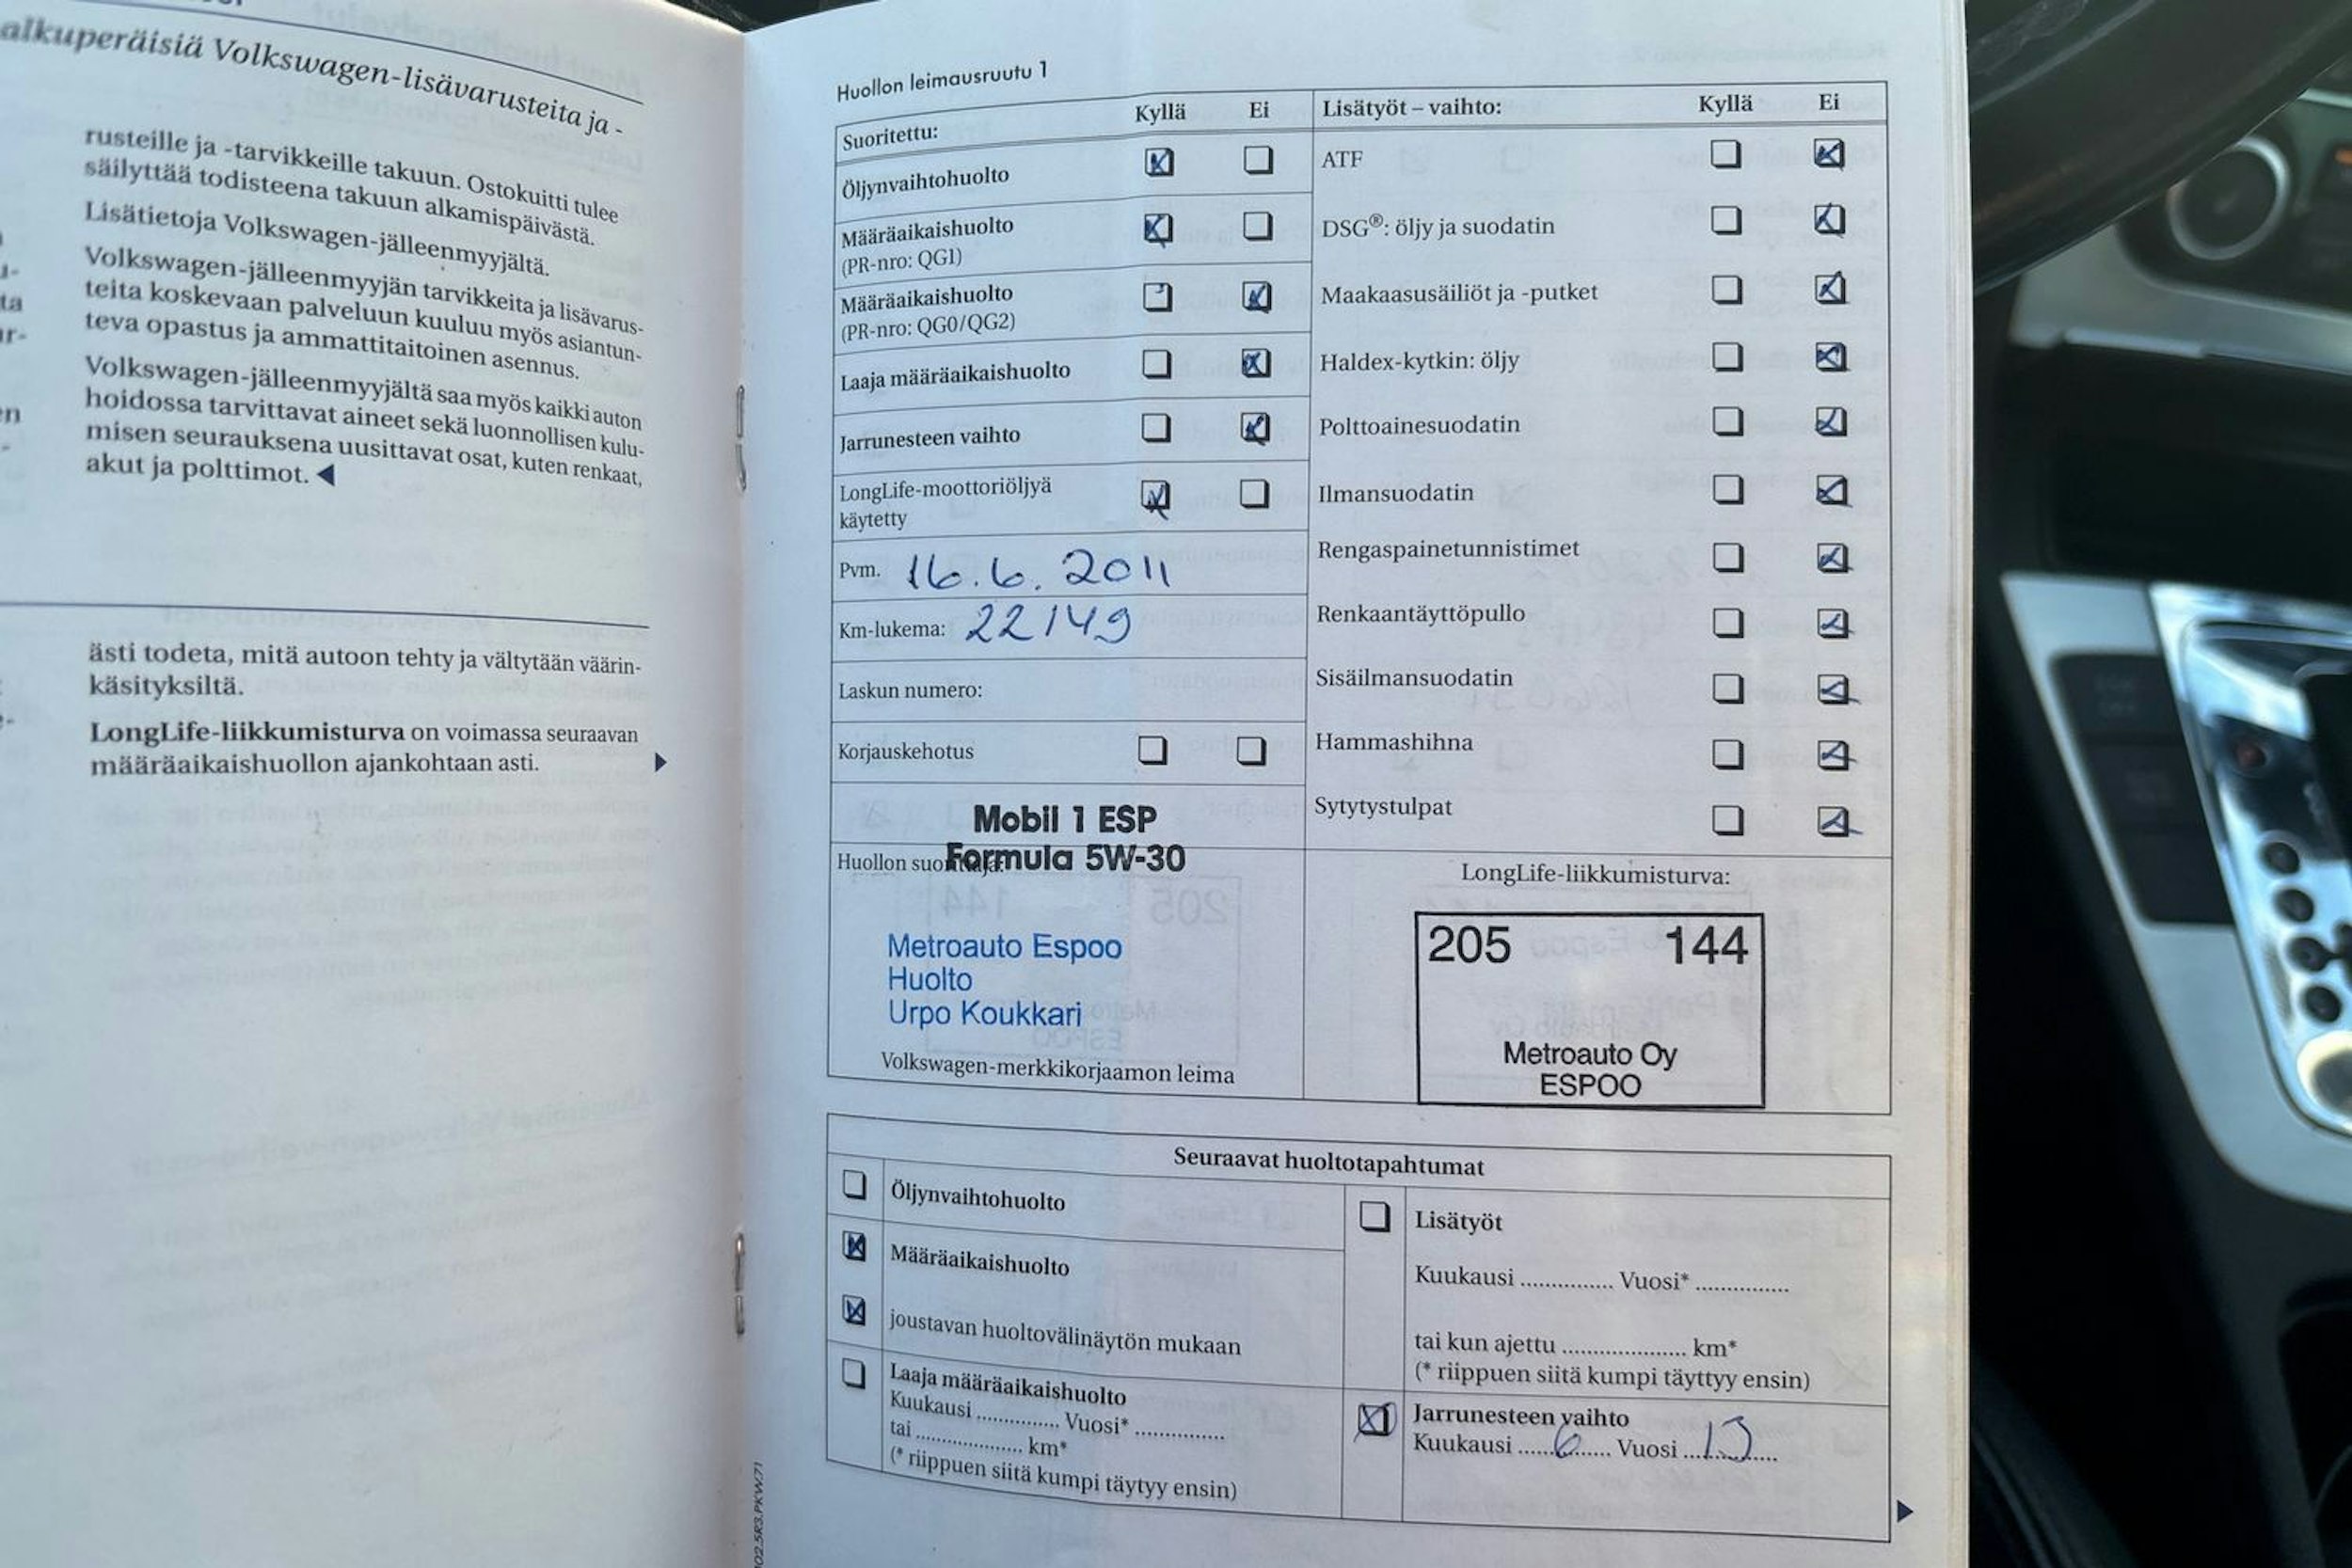 alkuperäisiä Volkswagen-lisävarusteita ja -
rusteille ja -tarvikkeille takuun. Ostokuitti tulee
säilyttää todisteena takuun alkamispäivästä.
Lisätietoja Volkswagen-jälleenmyyjältä.
Volkswagen-jälleenmyyjän tarvikkeita ja lisävarus-
teita koskevaan palveluun kuuluu myös asiantun-
teva opastus ja ammattitaitoinen asennus.
Volkswagen-jälleenmyyjältä saa myös kaikki auton
hoidossa tarvittavat aineet sekä luonnollisen kulu-
misen seurauksena uusittavat osat, kuten renkaat,
akut ja polttimot.
ästi todeta, mitä autoon tehty ja vältytään väärin-
käsityksiltä.
LongLife-liikkumisturva on voimassa seuraavan
määräaikaishuollon ajankohtaan asti.
Huollon leimausruutu 1
Suoritettu: Kyllä Ei
Öljynvaihtohuolto
Määräaikaishuolto
(PR-nro: QG1)
Määräaikaishuolto
(PR-nro: QG0/QG2)
Laaja määräaikaishuolto
Jarrunesteen vaihto
LongLife-moottoriöljyä
käytetty
Pvm. 16.6.2011
Km-lukema: 22149
Laskun numero:
Korjauskehotus
Mobil 1 ESP
Formula 5W-30
Huollon
Metroauto Espoo
Huolto
Urpo Koukkari
Volkswagen-merkkikorjaamon leima
Lisätyöt – vaihto: Kyllä Ei
ATF
DSG®: öljy ja suodatin
Maakaasusäiliöt ja -putket
Haldex-kytkin: öljy
Polttoainesuodatin
Ilmansuodatin
Rengaspainetunnistimet
Renkaantäyttöpullo
Sisäilmansuodatin
Hammashihna
Sytytystulpat
LongLife-liikkumisturva:
205 144
Metroauto Oy
ESPOO
Seuraavat huoltotapahtumat
Öljynvaihtohuolto
Määräaikaishuolto
joustavan huoltovälinäytön mukaan
Laaja määräaikaishuolto
Kuukausi .............. Vuosi* ...............
tai .................... km*
(* riippuen siitä kumpi täytyy ensin)
Lisätyöt
Kuukausi ............... Vuosi* ...............
tai kun ajettu .................... km*
(* riippuen siitä kumpi täyttyy ensin)
Jarrunesteen vaihto
Kuukausi ......6...... Vuosi ...13...